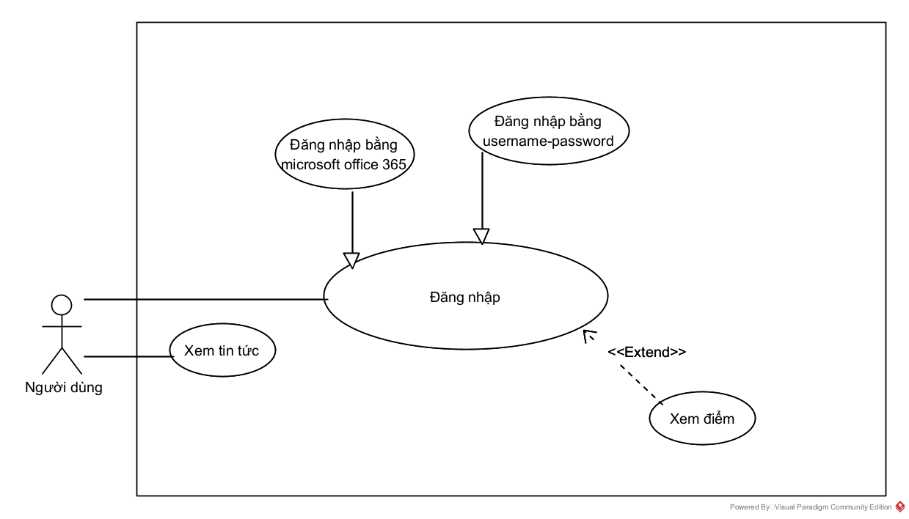 Đăng nhập bằng
microsoft office 365
Đăng nhập bằng
username-password
Đăng nhập
Xem tin tức
<<Extend>>
Người dùng
Xem điểm
Powered By: Visual Paradigm Community Edition